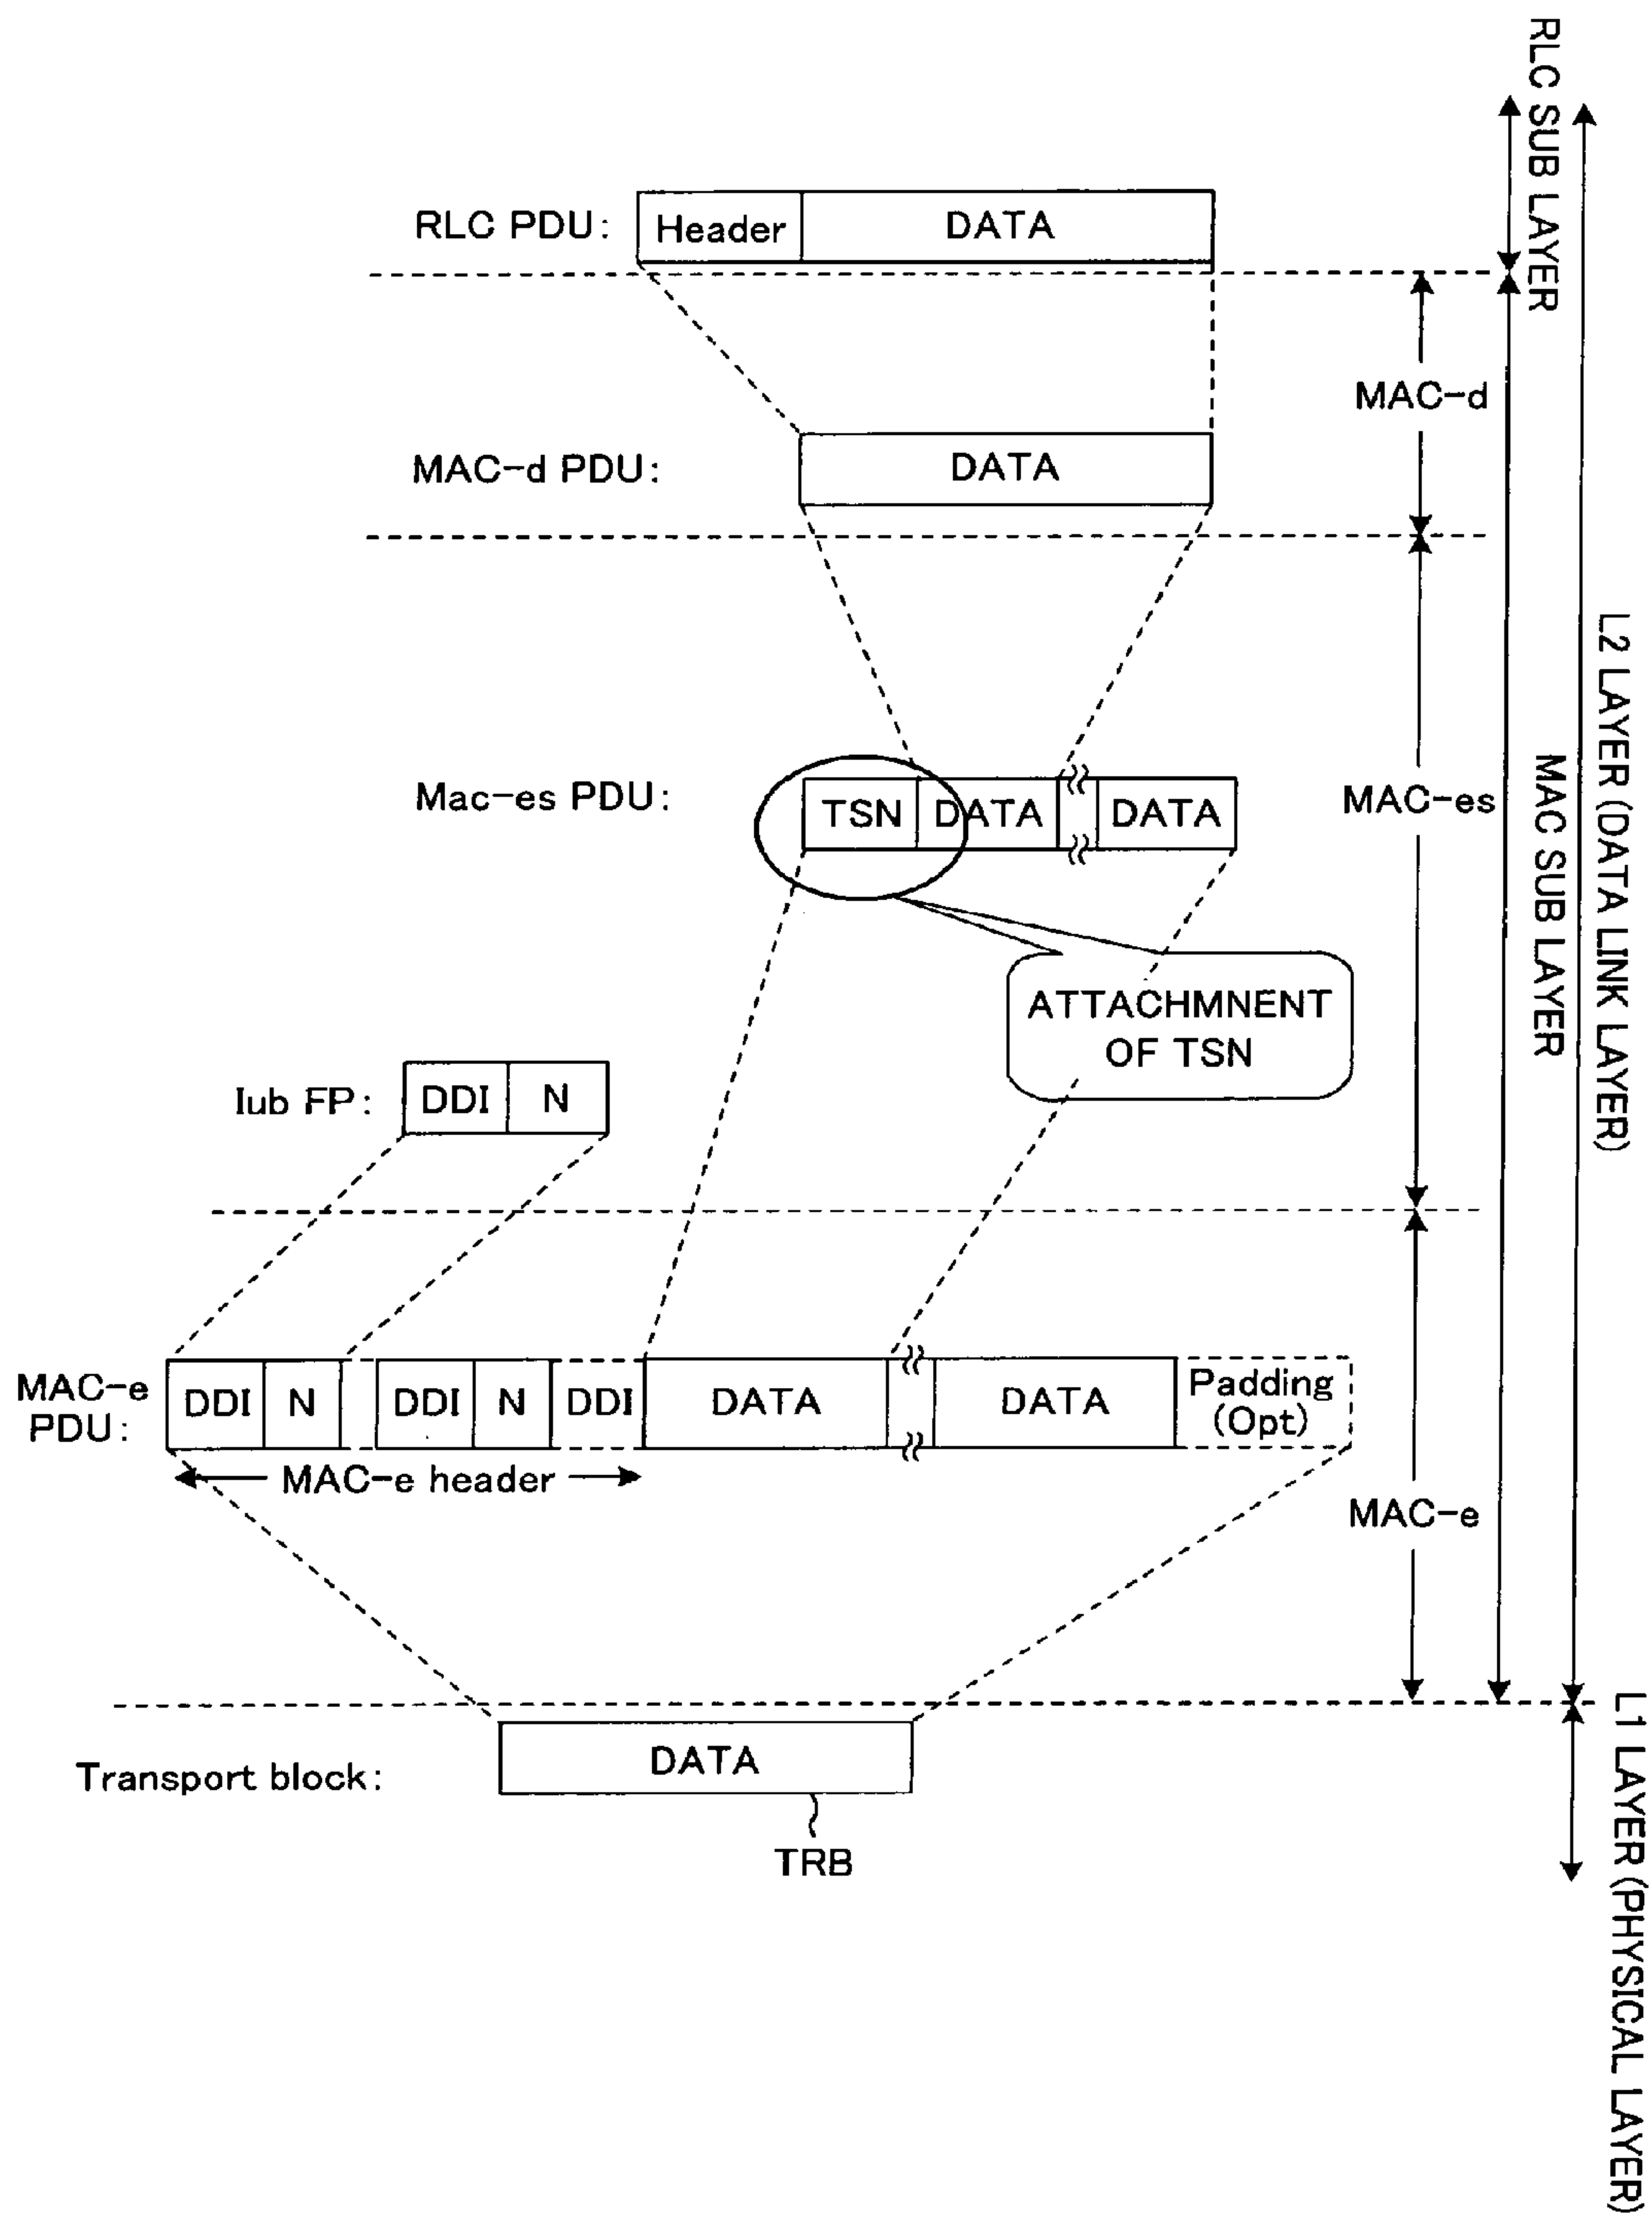 RLC SUB LAYER
RLC PDU: Header DATA
MAC-d
MAC-d PDU: DATA
L2 LAYER (DATA LINK LAYER)
MAC SUB LAYER
Mac-es PDU: TSN DATA DATA
MAC-es
ATTACHMNENT
OF TSN
Iub FP: DDI N
MAC-e
PDU:
DDI N DDI N DDI DATA DATA
Padding
(Opt)
MAC-e header
MAC-e
Transport block: DATA
TRB
L1 LAYER (PHYSICAL LAYER)